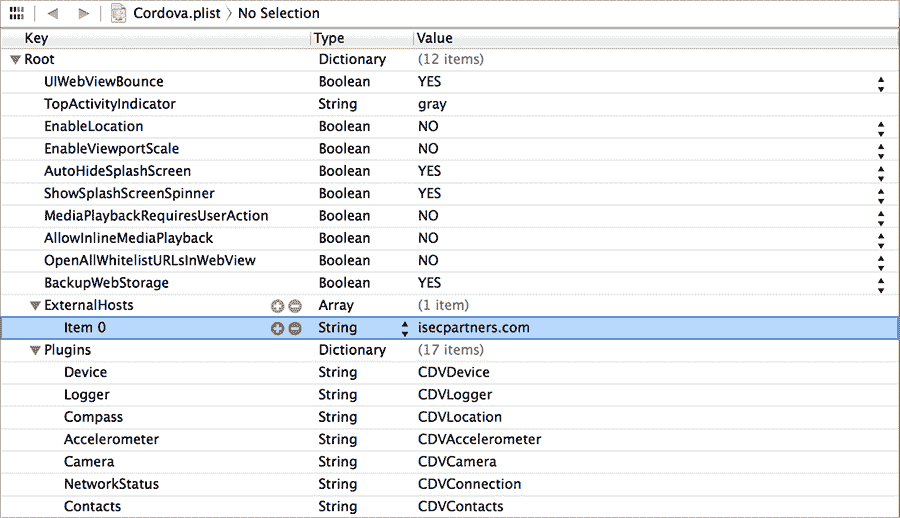 Cordova.plist No Selection
Key Type Value
Root Dictionary (12 items)
UIWebViewBounce Boolean YES
TopActivityIndicator String gray
EnableLocation Boolean NO
EnableViewportScale Boolean NO
AutoHideSplashScreen Boolean YES
ShowSplashScreenSpinner Boolean YES
MediaPlaybackRequiresUserAction Boolean NO
AllowInlineMediaPlayback Boolean NO
OpenAllWhitelistURLsInWebView Boolean NO
BackupWebStorage Boolean YES
ExternalHosts Array (1 item)
Item 0 String isecpartners.com
Plugins Dictionary (17 items)
Device String CDVDevice
Logger String CDVLogger
Compass String CDVLocation
Accelerometer String CDVAccelerometer
Camera String CDVCamera
NetworkStatus String CDVConnection
Contacts String CDVContacts